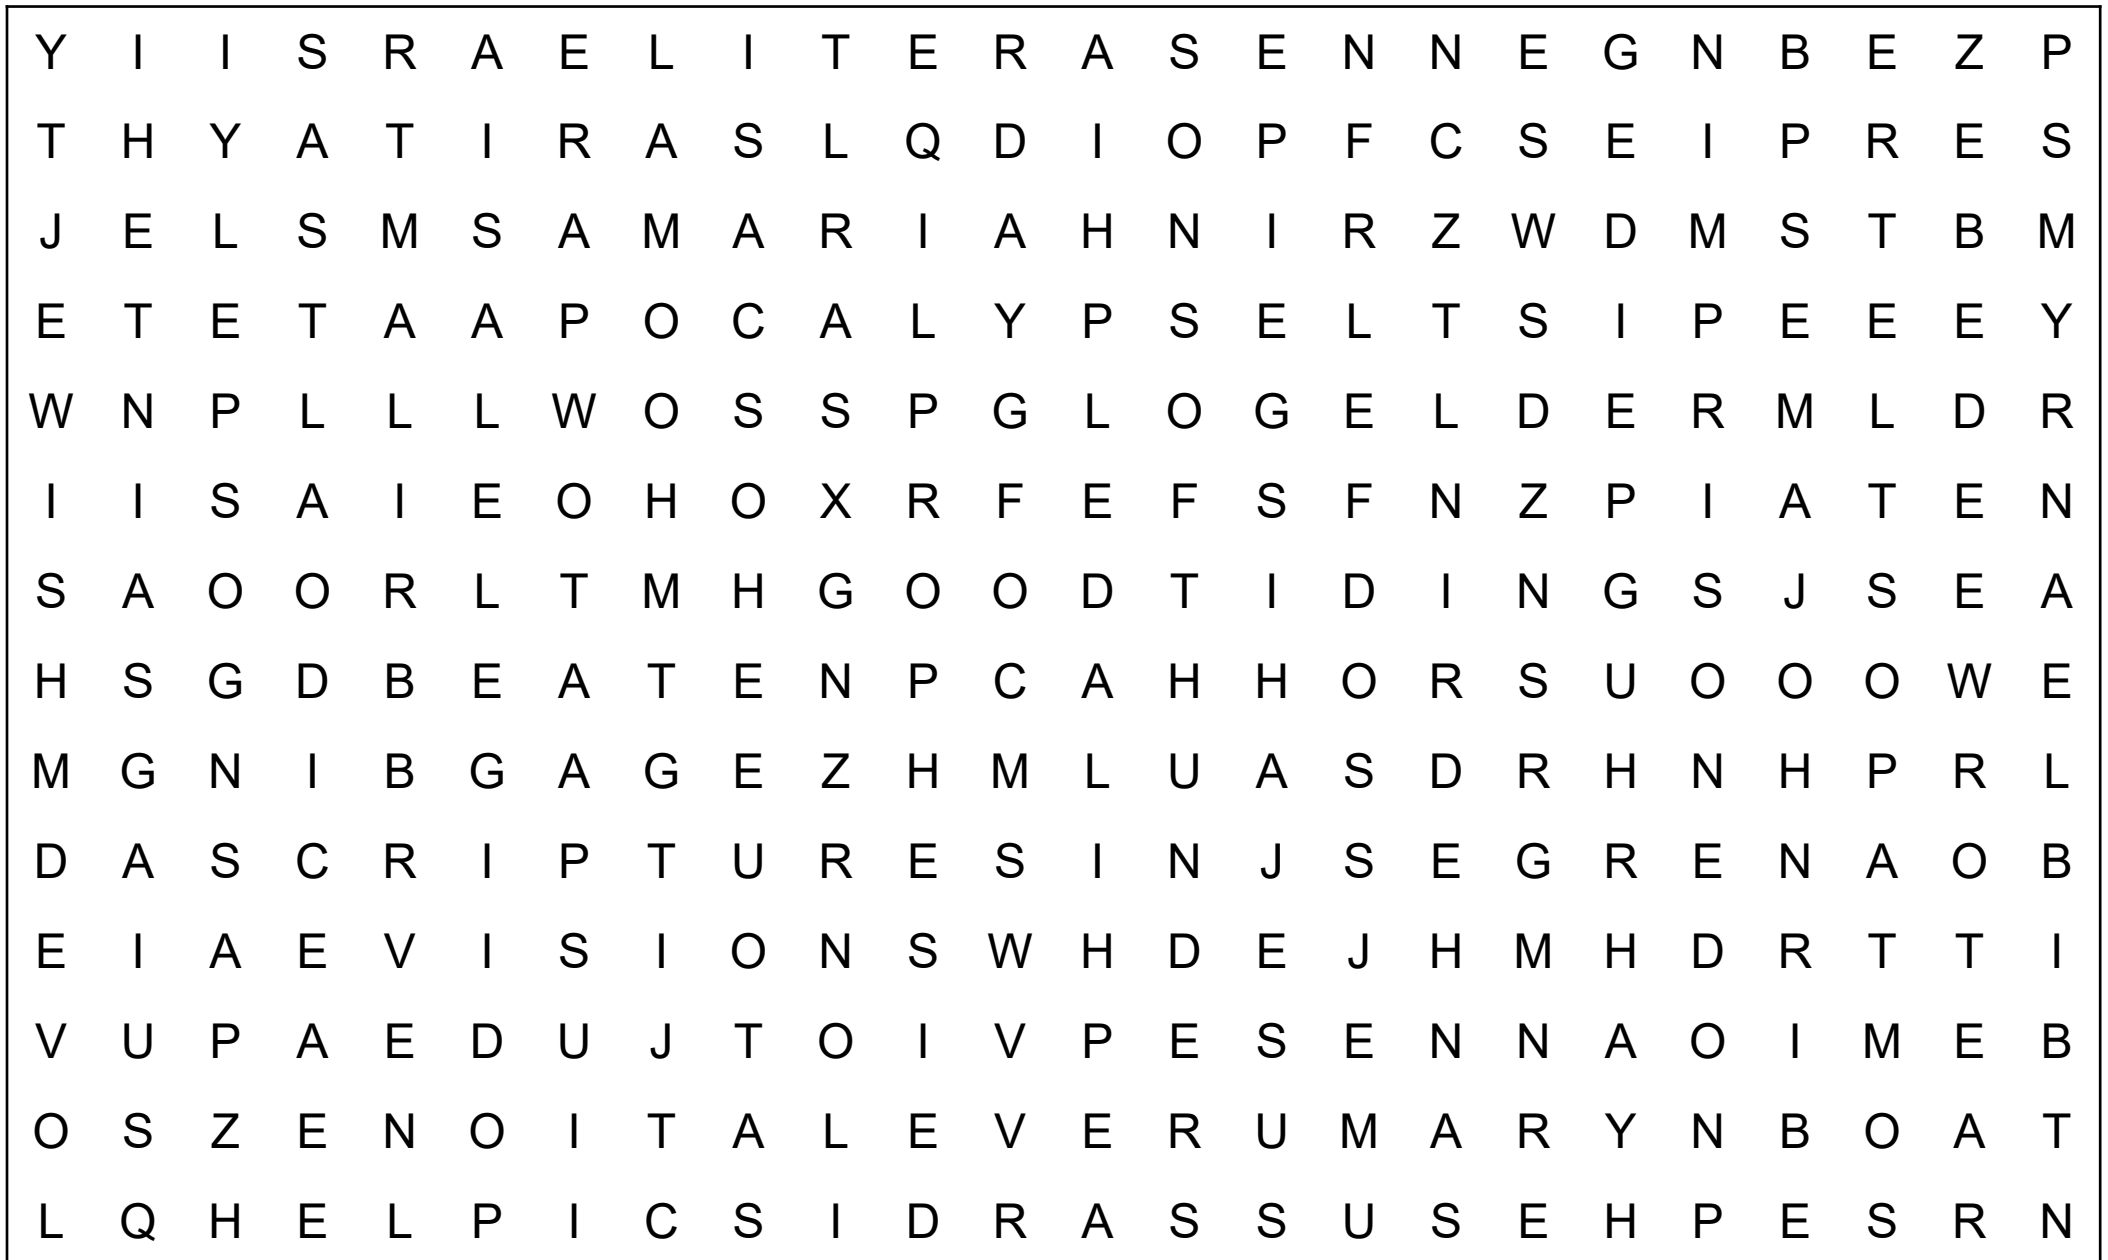 Y I I S R A E L I T E R A S E N N E G N B E Z P
T H Y A T I R A S L Q D I O P F C S E I P R E S
J E L S M S A M A R I A H N I R Z W D M S T B M
E T E T A A P O C A L Y P S E L T S I P E E E Y
W N P L L L W O S S P G L O G E L D E R M L D R
I I S A I E O H O X R F E F S F N Z P I A T E N
S A O O R L T M H G O O D T I D I N G S J S E A
H S G D B E A T E N P C A H H O R S U O O O W E
M G N I B G A G E Z H M L U A S D R H N H P R L
D A S C R I P T U R E S I N J S E G R E N A O B
E I A E V I S I O N S W H D E J H M H D R T T I
V U P A E D U J T O I V P E S E N N A O I M E B
O S Z E N O I T A L E V E R U M A R Y N B O A T
L Q H E L P I C S I D R A S S U S E H P E S R N